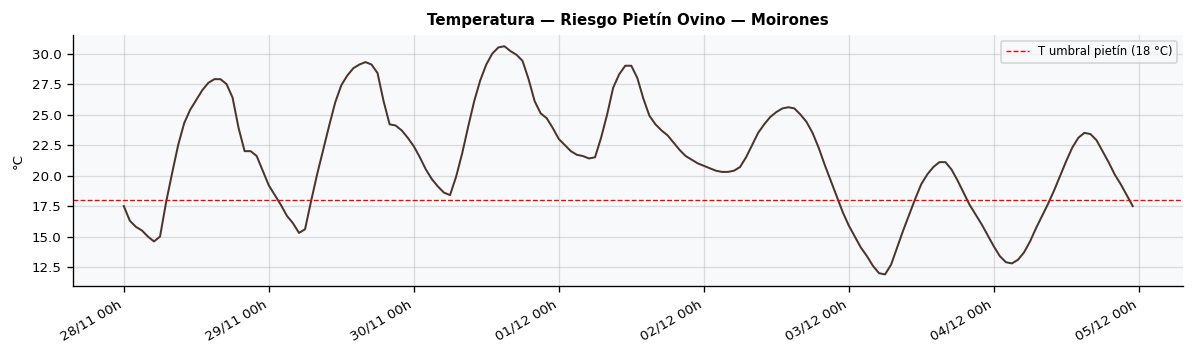 Temperatura — Riesgo Pietín Ovino — Moirones
T umbral pietín (18 °C)
°C
30.0
27.5
25.0
22.5
20.0
17.5
15.0
12.5
28/11 00h
29/11 00h
30/11 00h
01/12 00h
02/12 00h
03/12 00h
04/12 00h
05/12 00h